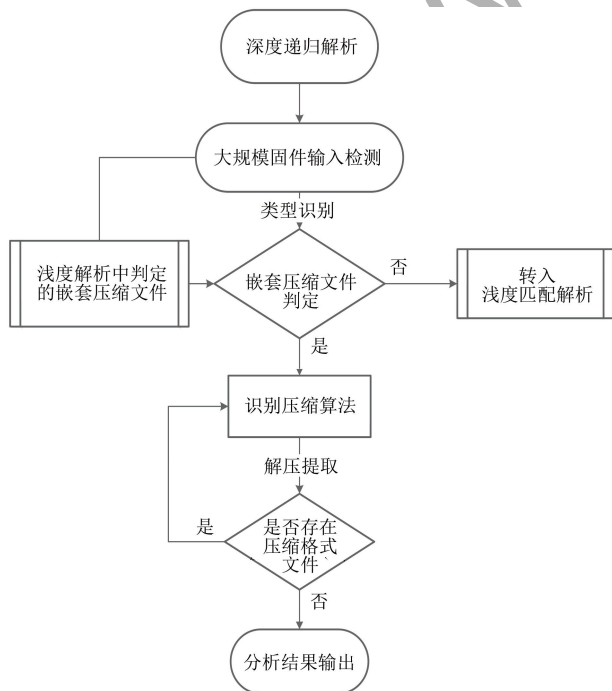 深度递归解析
大规模固件输入检测
类型识别
浅度解析中判定
的嵌套压缩文件
嵌套压缩文件
判定
否
转入
浅度匹配解析
是
识别压缩算法
解压提取
是
是否存在
压缩格式
文件
否
分析结果输出